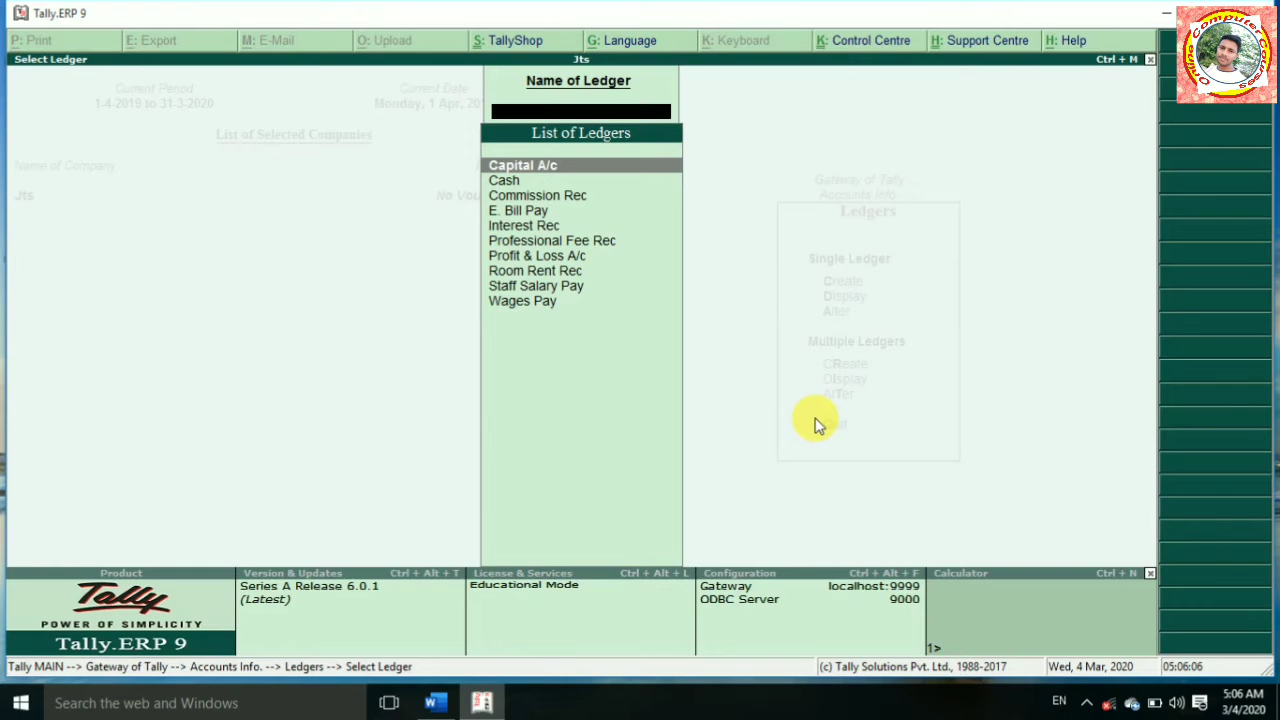 Tally.ERP 9
P: Print
E: Export
M: E-Mail
O: Upload
S: TallyShop
G: Language
K: Keyboard
K: Control Centre
H: Support Centre
H: Help
Online Computer Courses
Select Ledger
Jts
Ctrl + M
Current Period
1-4-2019 to 31-3-2020
Current Date
Monday, 1 Apr, 201
List of Selected Companies
Name of Company
Jts
No Vou
Name of Ledger
List of Ledgers
Capital A/c
Cash
Commission Rec
E. Bill Pay
Interest Rec
Professional Fee Rec
Profit & Loss A/c
Room Rent Rec
Staff Salary Pay
Wages Pay
Gateway of Tally ...
Accounts Info. ...
Ledgers
Single Ledger
Create
Display
Alter
Multiple Ledgers
CReate
DIsplay
AlTer
Product
Tally
POWER OF SIMPLICITY
Tally.ERP 9
Version & Updates Ctrl + Alt + T
Series A Release 6.0.1
(Latest)
License & Services Ctrl + Alt + L
Educational Mode
Configuration Ctrl + Alt + F
Gateway localhost:9999
ODBC Server 9000
Calculator Ctrl + N
1>
Tally MAIN --> Gateway of Tally --> Accounts Info. --> Ledgers --> Select Ledger
(c) Tally Solutions Pvt. Ltd., 1988-2017
Wed, 4 Mar, 2020
05:06:06
Search the web and Windows
EN
5:06 AM
3/4/2020